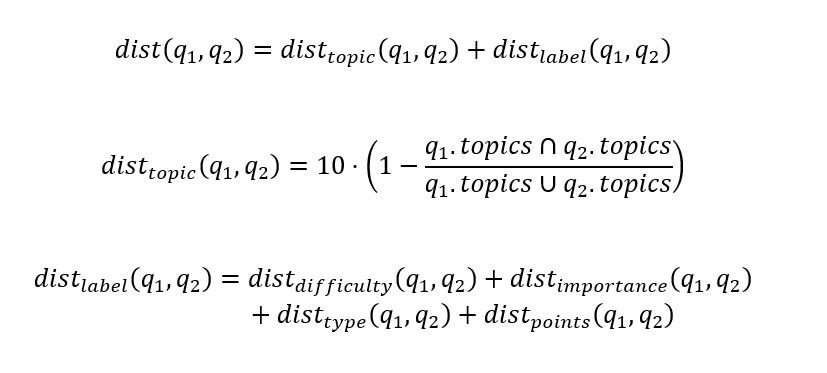 dist(q₁, q₂) = dist_topic(q₁, q₂) + dist_label(q₁, q₂)
dist_topic(q₁, q₂) = 10 · (1 − (q₁.topics ∩ q₂.topics)/(q₁.topics ∪ q₂.topics))
dist_label(q₁, q₂) = dist_difficulty(q₁, q₂) + dist_importance(q₁, q₂)
+ dist_type(q₁, q₂) + dist_points(q₁, q₂)